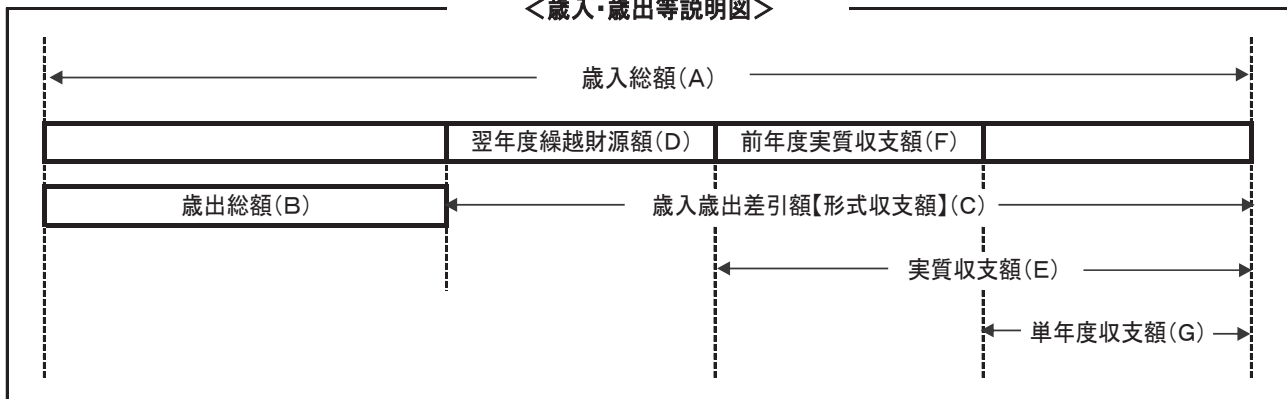 ＜歳入・歳出等説明図＞
歳入総額（A）
翌年度繰越財源額（D） 前年度実質収支額（F）
歳出総額（B） 歳入歳出差引額【形式収支額】（C）
実質収支額（E）
単年度収支額（G）